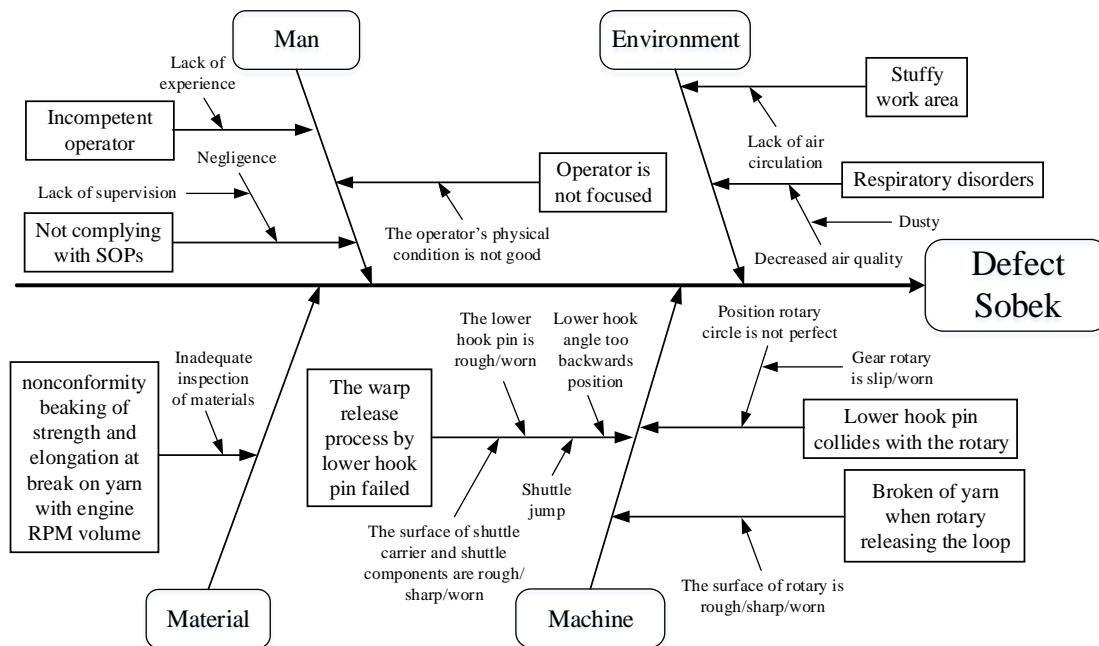 Man
Environment
Lack of
experience
Stuffy
work area
Incompetent
operator
Negligence
Lack of air
circulation
Lack of supervision
Operator is
not focused
Respiratory disorders
Not complying
with SOPs
The operator's physical
condition is not good
Dusty
Decreased air quality
Defect
Sobek
Inadequate
inspection
of materials
The lower
hook pin is
rough/worn
Lower hook
angle too
backwards
position
Position rotary
circle is not perfect
Gear rotary
is slip/worn
nonconformity
beaking of
strength and
elongation at
break on yarn
with engine
RPM volume
The warp
release
process by
lower hook
pin failed
Lower hook pin
collides with the rotary
Shuttle
jump
Broken of yarn
when rotary
releasing the loop
The surface of shuttle
carrier and shuttle
components are rough/
sharp/worn
The surface of rotary is
rough/sharp/worn
Material
Machine